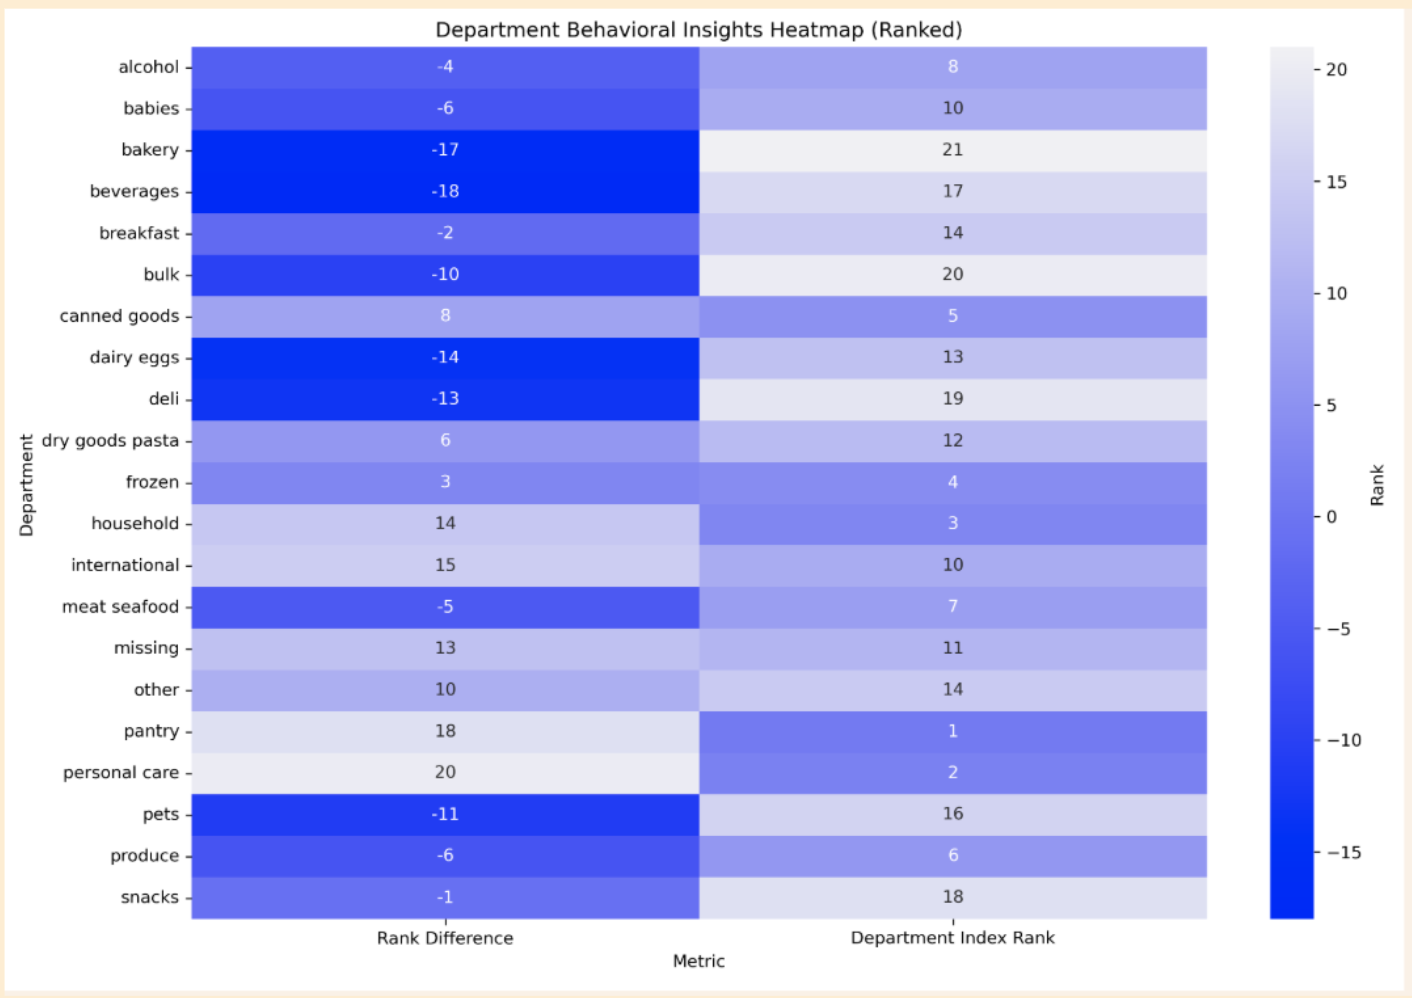 Department Behavioral Insights Heatmap (Ranked)
alcohol -4 8
babies -6 10
bakery -17 21
beverages -18 17
breakfast -2 14
bulk -10 20
canned goods 8 5
dairy eggs -14 13
deli -13 19
dry goods pasta 6 12
frozen 3 4
household 14 3
international 15 10
meat seafood -5 7
missing 13 11
other 10 14
pantry 18 1
personal care 20 2
pets -11 16
produce -6 6
snacks -1 18
Department
Rank Difference Department Index Rank
Metric
20
15
10
5
0
−5
−10
−15
Rank